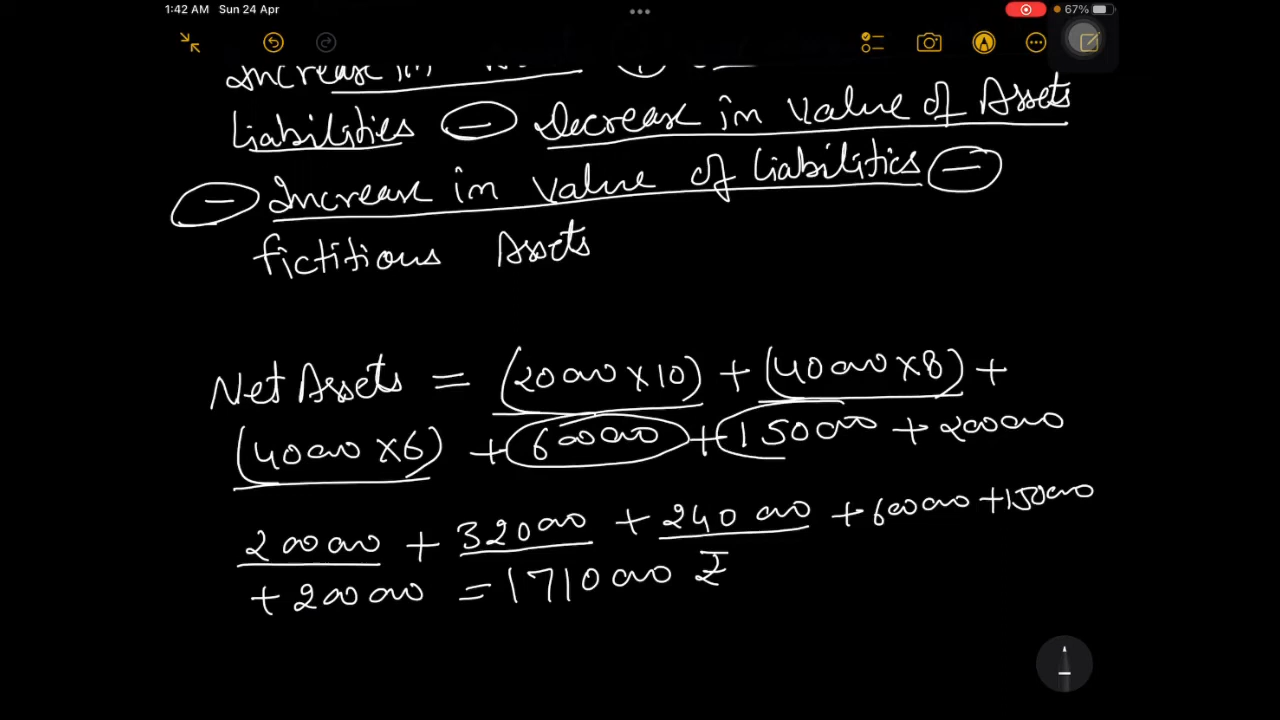 1:42 AM Sun 24 Apr 67%
Increase in
Liabilities - Decrease in value of Assets
- Increase in value of liabilities -
fictitious Assets
Net Assets = (20000 x 10) + (40000 x 8) +
(40000 x 6) + 600000 + 150000 + 200000
200000 + 320000 + 240000 + 600000 + 150000
+ 200000 = 1710000 ₹